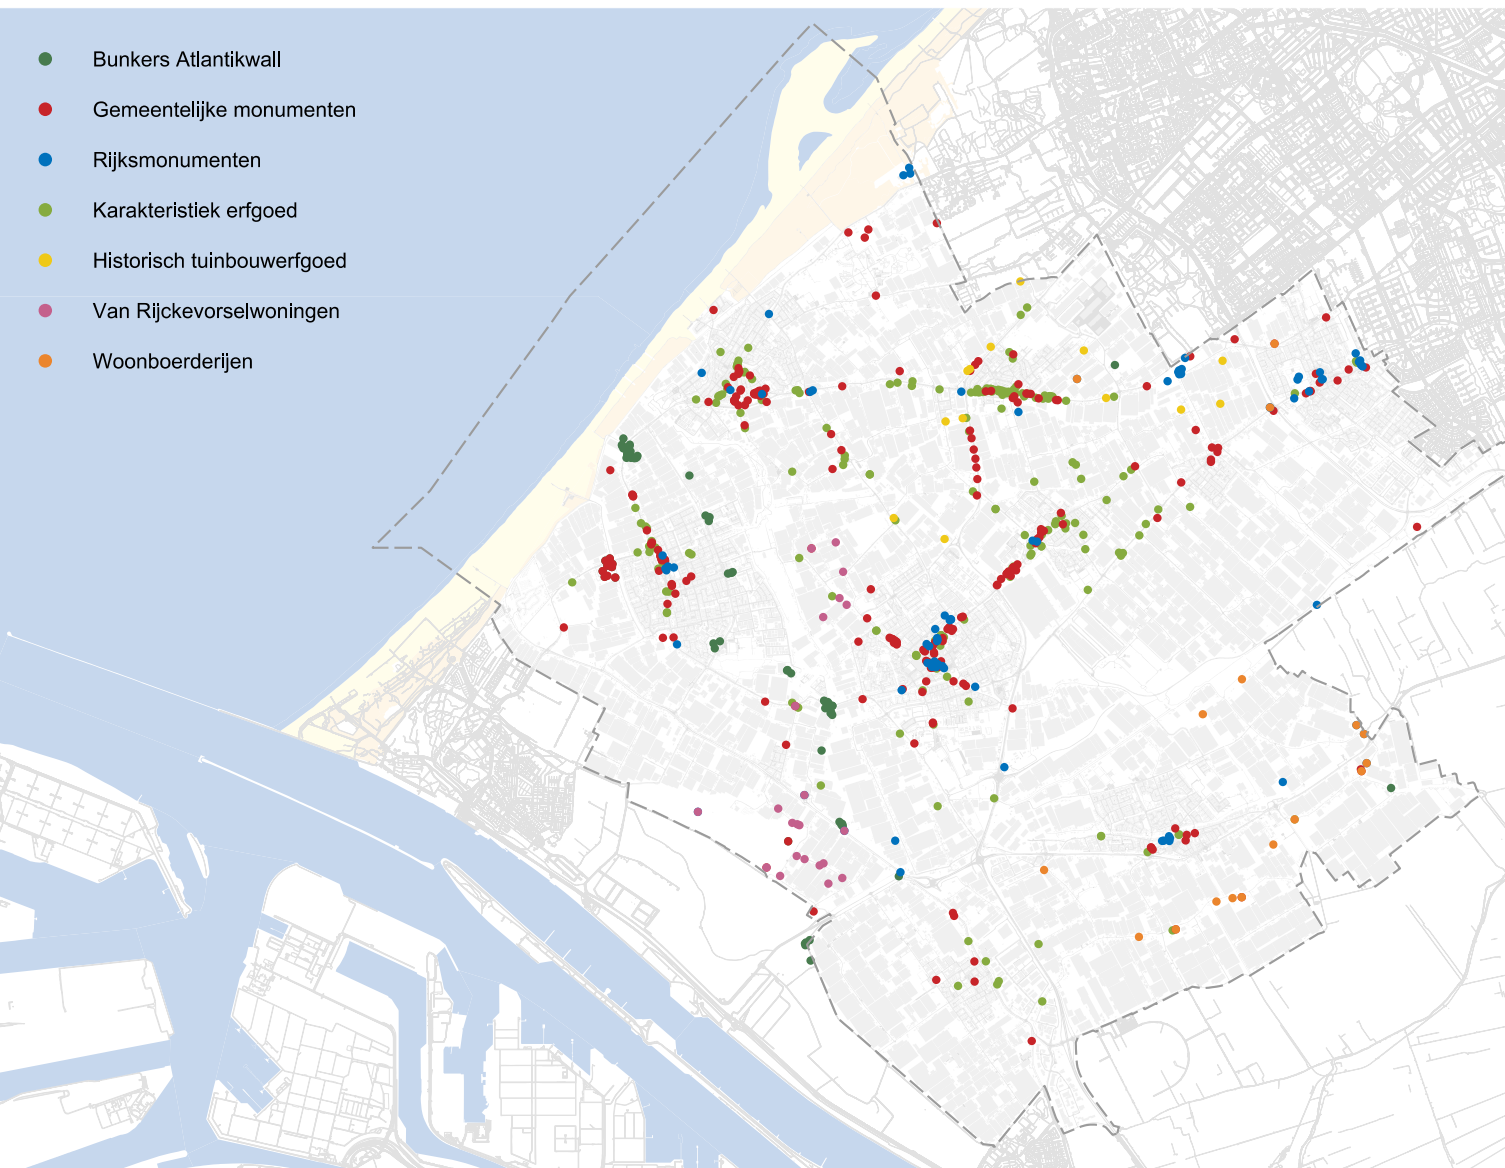 Bunkers Atlantikwall
Gemeentelijke monumenten
Rijksmonumenten
Karakteristiek erfgoed
Historisch tuinbouwerfgoed
Van Rijckevorselwoningen
Woonboerderijen